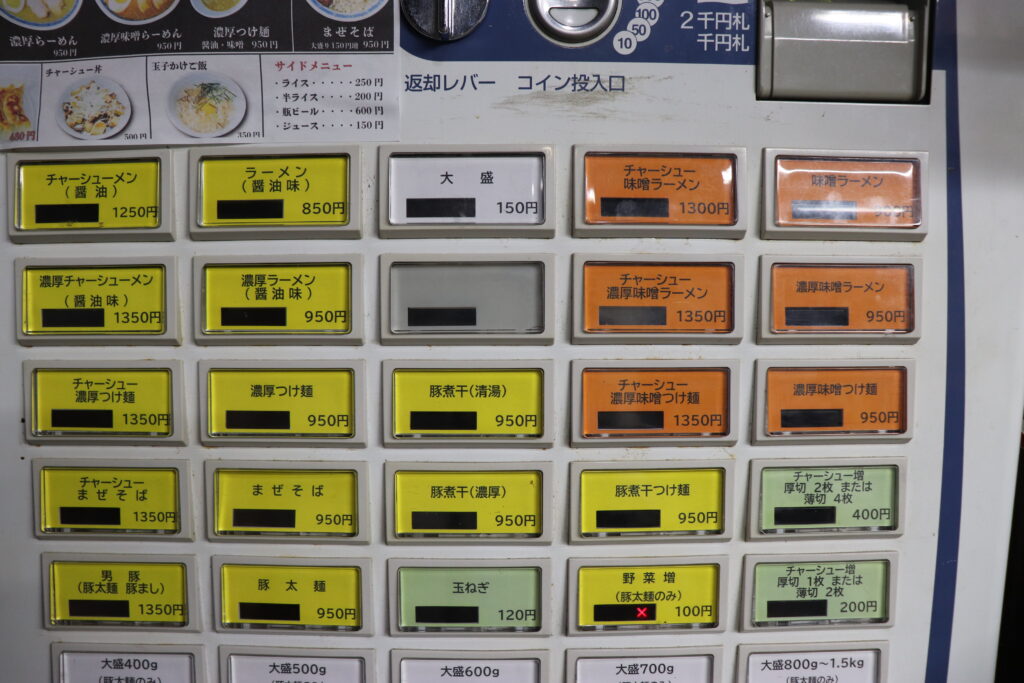 濃厚らーめん
950円
濃厚味噌らーめん
950円
濃厚つけ麺
醤油・味噌 950円
まぜそば
大盛り150円増 950円
チャーシュー丼
500円
玉子かけご飯
350円
サイドメニュー
・ライス・・・・250円
・半ライス・・・200円
・瓶ビール・・・600円
・ジュース・・・150円
480円
100
50
10
2千円札
千円札
返却レバー コイン投入口
チャーシューメン
(醤油)
1250円
ラーメン
(醤油味)
850円
大盛
150円
チャーシュー
味噌ラーメン
1300円
味噌ラーメン
濃厚チャーシューメン
(醤油味)
1350円
濃厚ラーメン
(醤油味)
950円
チャーシュー
濃厚味噌ラーメン
1350円
濃厚味噌ラーメン
950円
チャーシュー
濃厚つけ麺
1350円
濃厚つけ麺
950円
豚煮干(清湯)
950円
チャーシュー
濃厚味噌つけ麺
1350円
濃厚味噌つけ麺
950円
チャーシュー
まぜそば
1350円
まぜそば
950円
豚煮干(濃厚)
950円
豚煮干つけ麺
950円
チャーシュー増
厚切 2枚 または
薄切 4枚
400円
男豚
(豚太麺 豚まし)
1350円
豚太麺
950円
玉ねぎ
120円
野菜増
(豚太麺のみ)
×
100円
チャーシュー増
厚切 1枚 または
薄切 2枚
200円
大盛400g
(豚太麺のみ)
大盛500g
大盛600g
大盛700g
大盛800g～1.5kg
(豚太麺のみ)